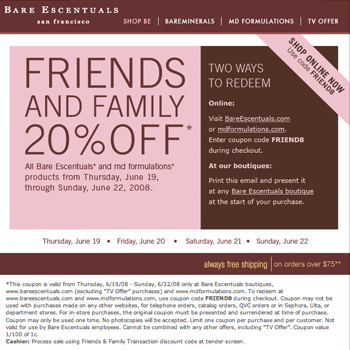 BARE ESCENTUALS
san francisco
SHOP BE | BAREMINERALS | MD FORMULATIONS | TV OFFER
SHOP ONLINE NOW
Use code FRIEND8
FRIENDS
AND FAMILY
20% OFF*
All Bare Escentuals* and md formulations*
products from Thursday, June 19,
through Sunday, June 22, 2008.
TWO WAYS
TO REDEEM
Online:
Visit BareEscentuals.com
or mdformulations.com.
Enter coupon code FRIEND8
during checkout.
At our boutiques:
Print this email and present it
at any Bare Escentuals boutique
at the start of your purchase.
Thursday, June 19 • Friday, June 20 • Saturday, June 21 • Sunday, June 22
always free shipping | on orders over $75**
*This coupon is valid from Thursday, 6/19/08 - Sunday, 6/22/08 only at Bare Escentuals boutiques,
www.bareescentuals.com (excluding "TV Offer" purchases) and www.mdformulations.com. To redeem at
www.bareescentuals.com and www.mdformulations.com, use coupon code FRIEND8 during checkout. Coupon may not be
used with purchases made on any other websites, for telephone orders, catalog orders, QVC orders or in Sephora, Ulta, or
department stores. For in-store purchases, the original coupon must be presented and surrendered at time of purchase.
Coupon may only be used one time. No photocopies will be accepted. Limit one coupon per purchase and per customer. Not
valid for use by Bare Escentuals employees. Cannot be combined with any other offers, including "TV Offer". Coupon value
1/100 of 1c.
Cashier: Process sale using Friends & Family Transaction discount code at tender screen.